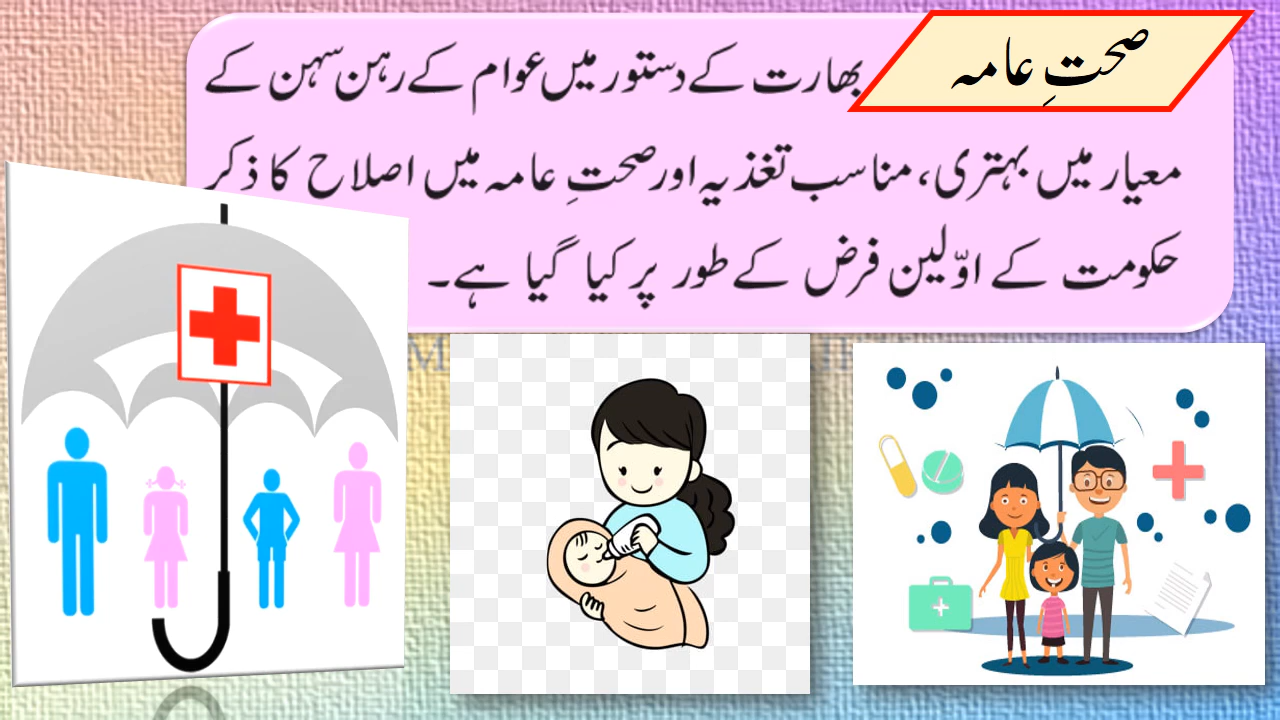 صحتِ عامہ
بھارت کے دستور میں عوام کے رہن سہن کے
معیار میں بہتری، مناسب تغذیہ اور صحتِ عامہ میں اصلاح کا ذکر
حکومت کے اوّلین فرض کے طور پر کیا گیا ہے۔